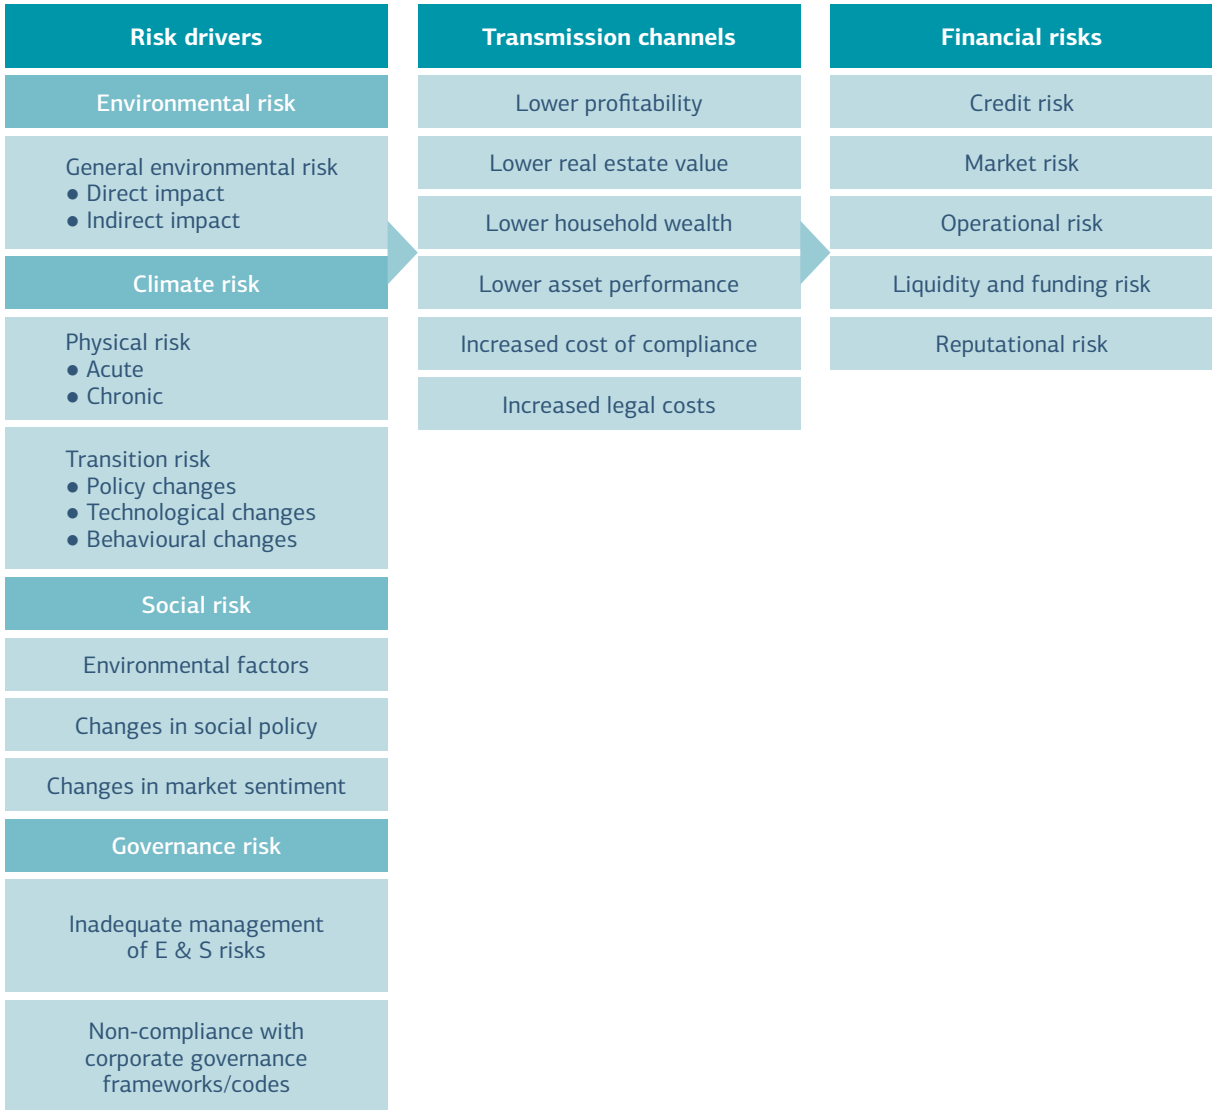 Risk drivers
Environmental risk
General environmental risk
● Direct impact
● Indirect impact
Climate risk
Physical risk
● Acute
● Chronic
Transition risk
● Policy changes
● Technological changes
● Behavioural changes
Social risk
Environmental factors
Changes in social policy
Changes in market sentiment
Governance risk
Inadequate management
of E & S risks
Non-compliance with
corporate governance
frameworks/codes
Transmission channels
Lower profitability
Lower real estate value
Lower household wealth
Lower asset performance
Increased cost of compliance
Increased legal costs
Financial risks
Credit risk
Market risk
Operational risk
Liquidity and funding risk
Reputational risk